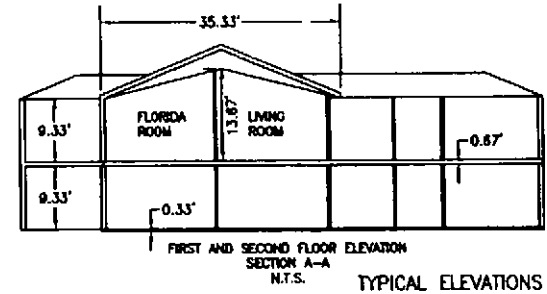 35.33'
FLORIDA
ROOM
LIVING
ROOM
13.67'
9.33'
0.67'
9.33'
0.33'
FIRST AND SECOND FLOOR ELEVATION
SECTION A-A
N.T.S.
TYPICAL ELEVATIONS